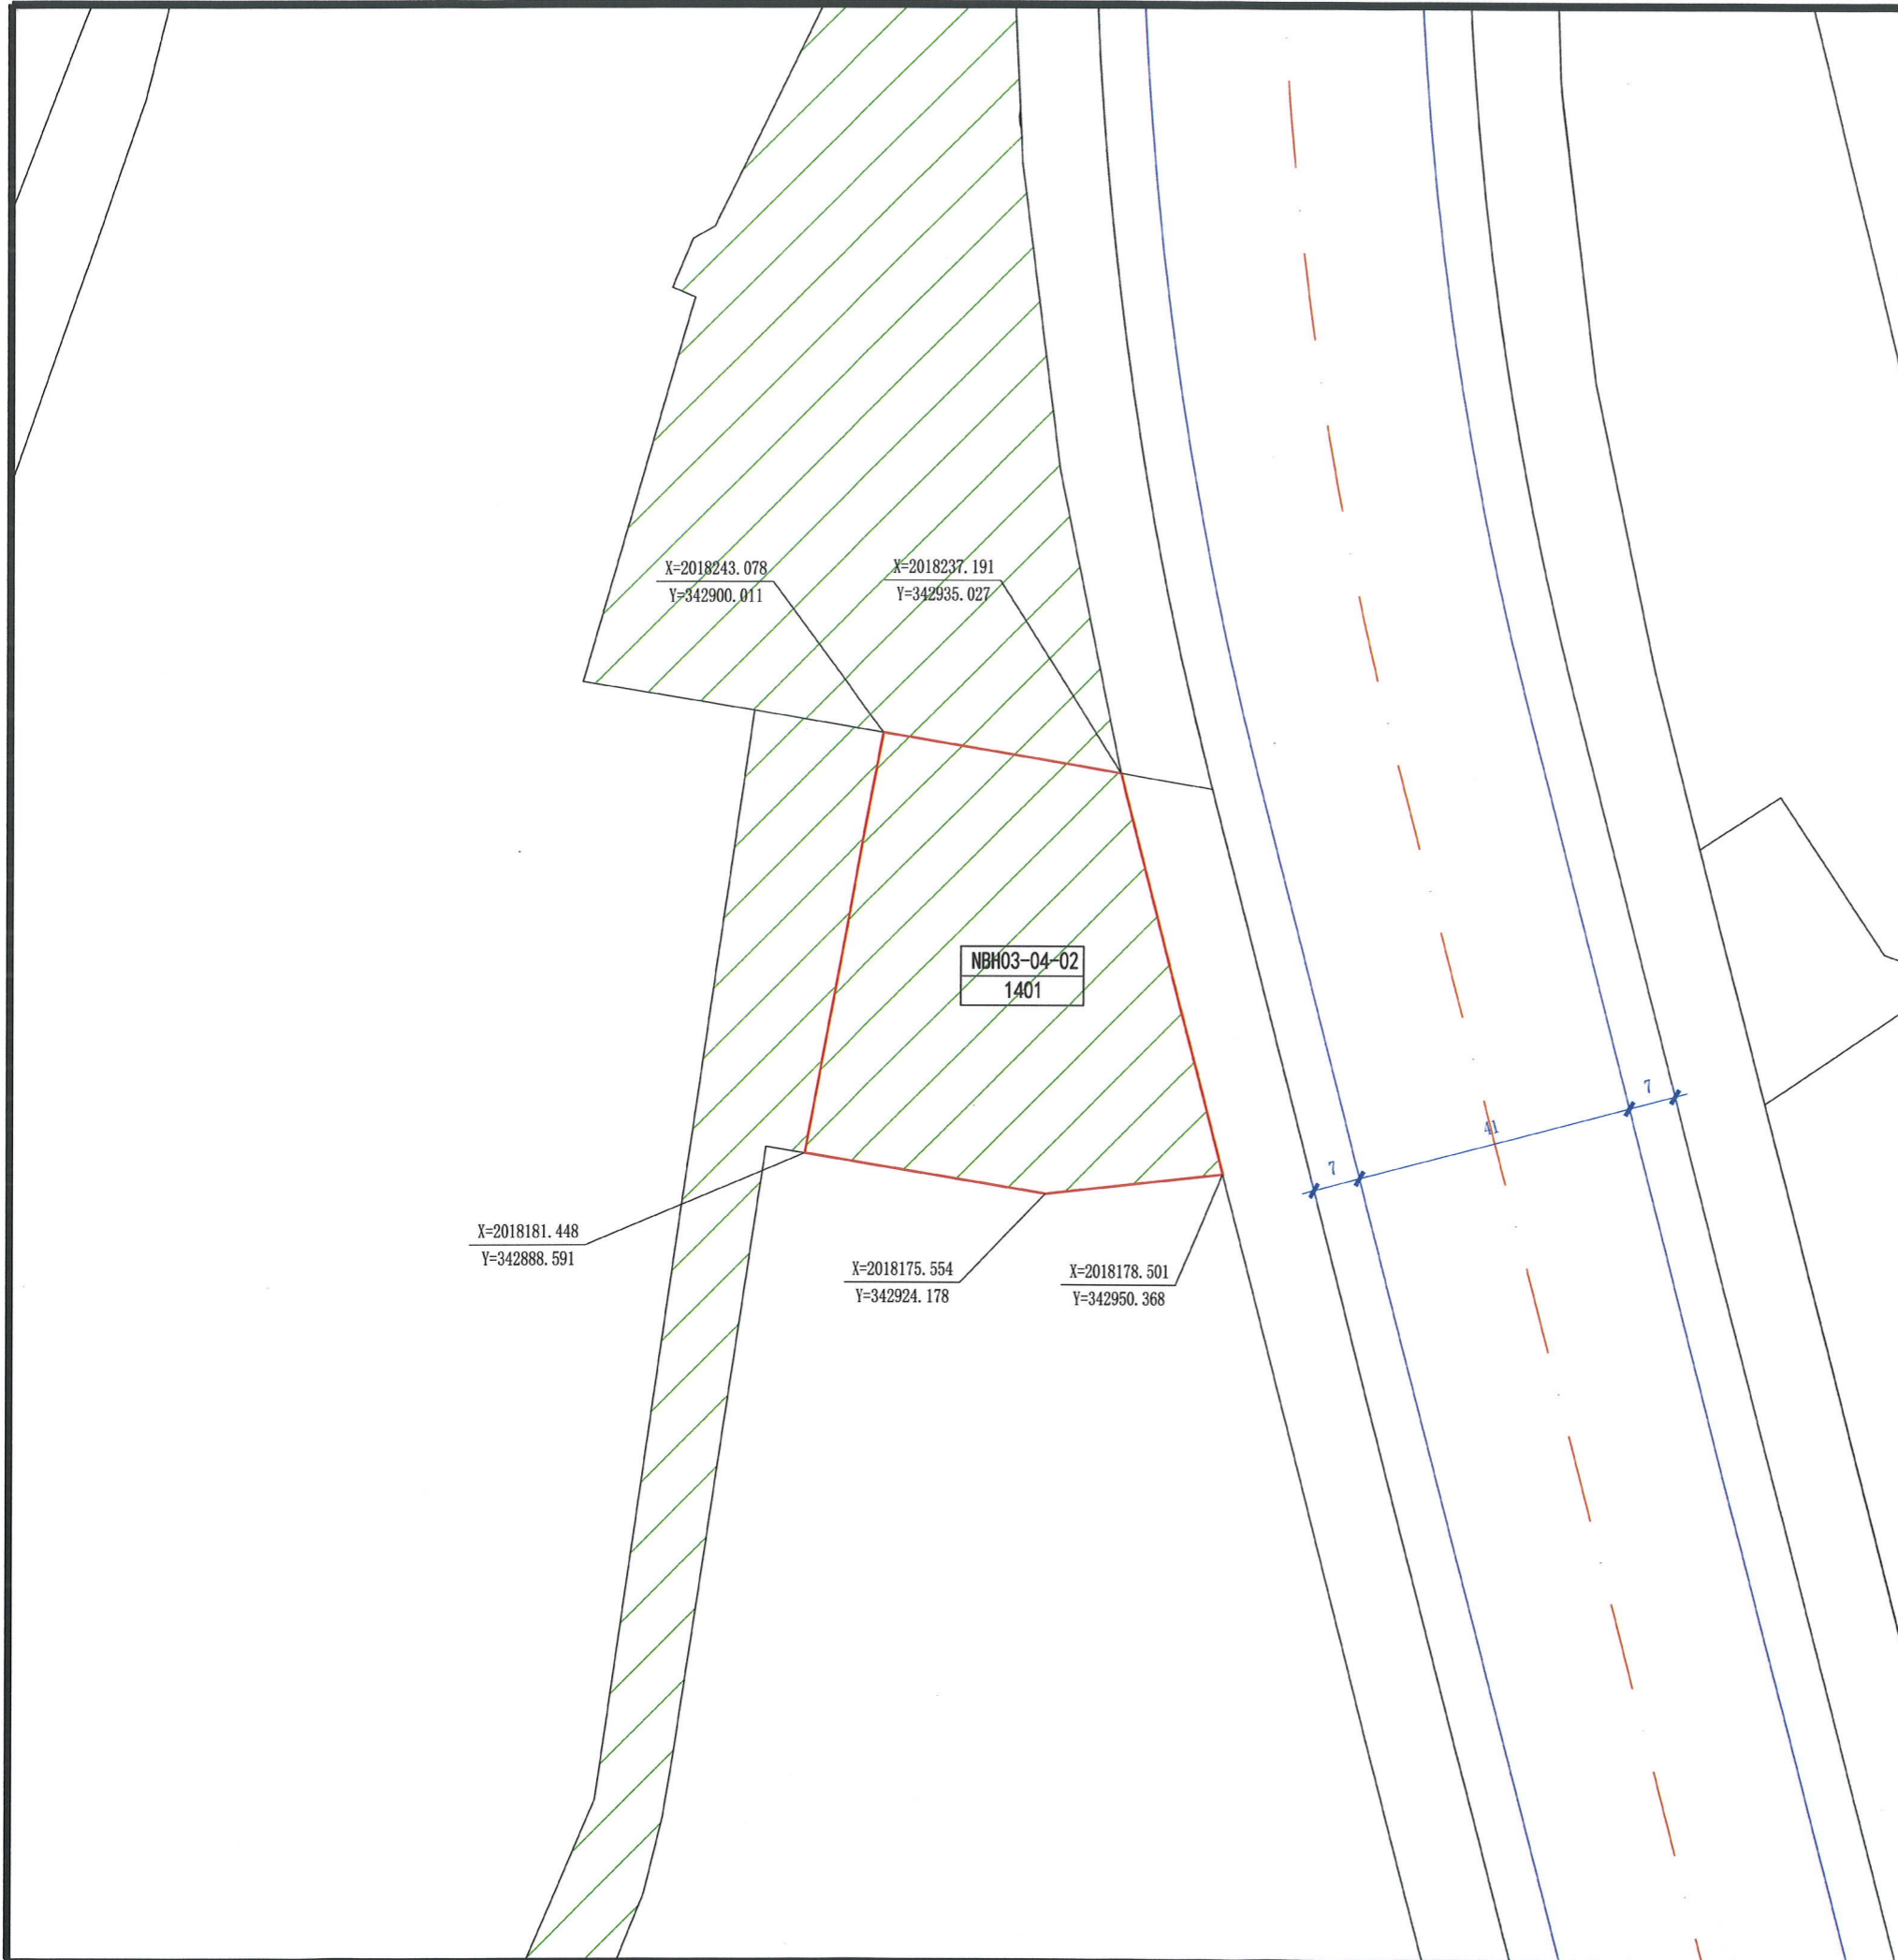 X=2018243.078
Y=342900.011
X=2018237.191
Y=342935.027
NBH03-04-02
1401
7
41
7
X=2018181.448
Y=342888.591
X=2018175.554
Y=342924.178
X=2018178.501
Y=342950.368